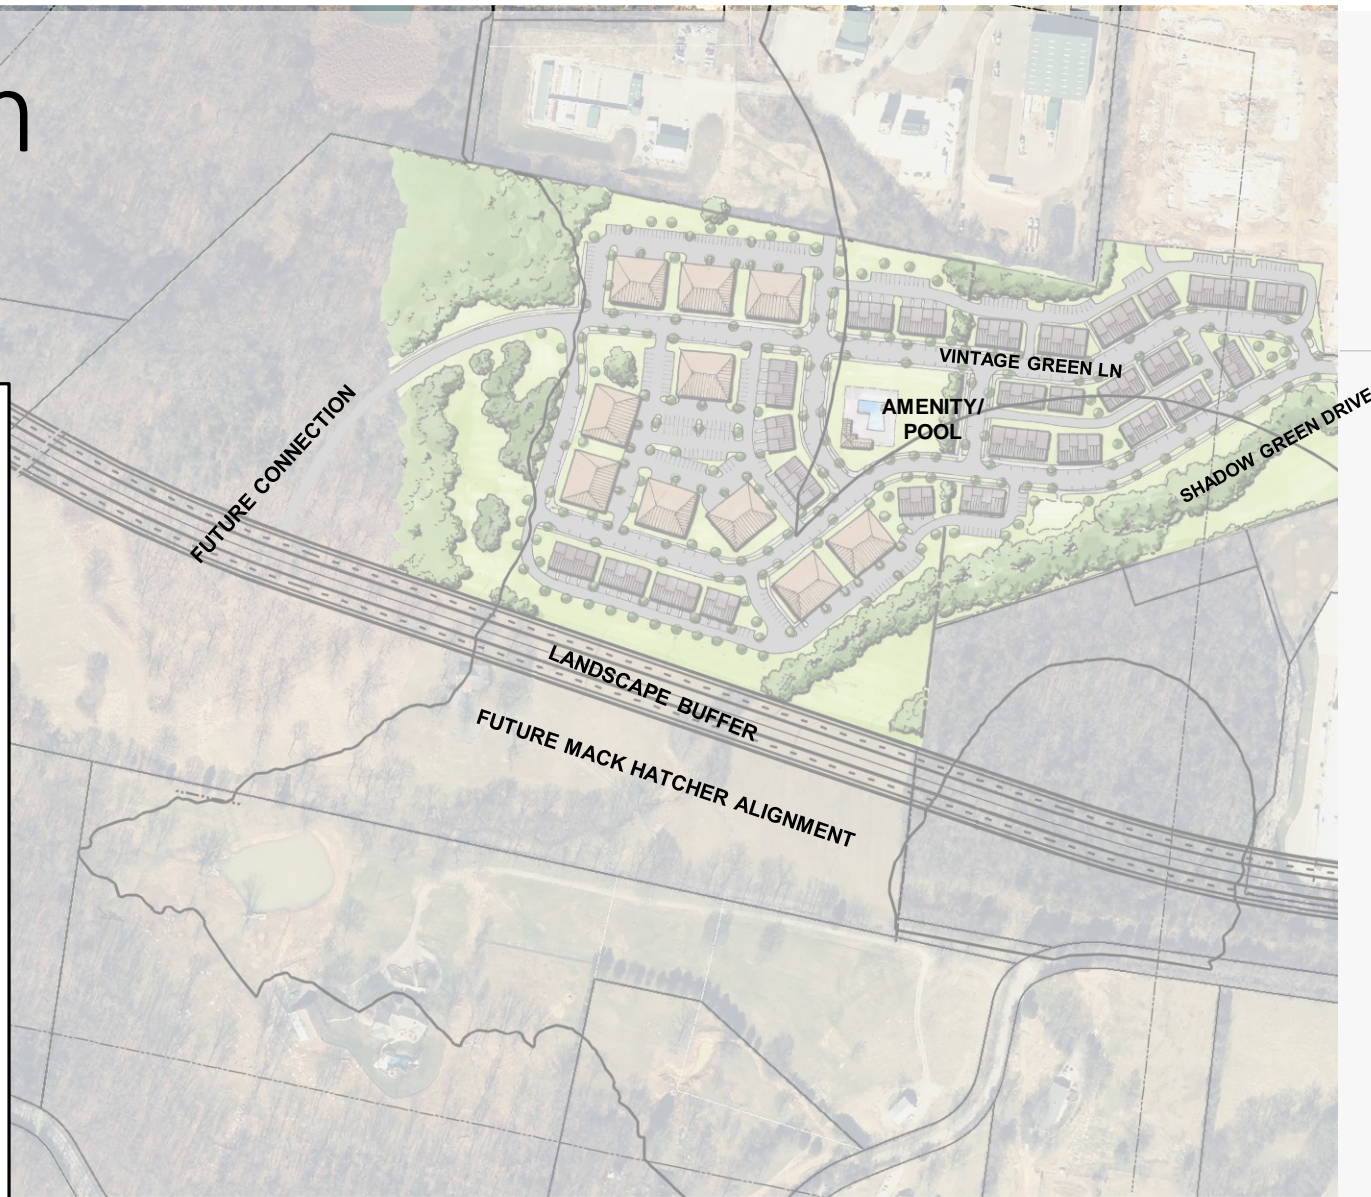 n
VINTAGE GREEN LN
AMENITY/
POOL
SHADOW GREEN DRIVE
FUTURE CONNECTION
LANDSCAPE BUFFER
FUTURE MACK HATCHER ALIGNMENT